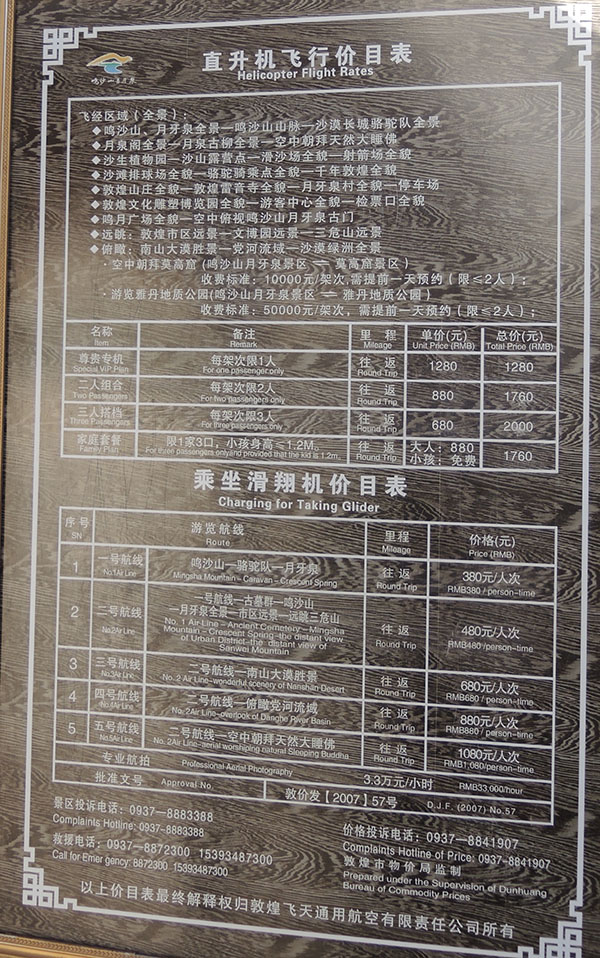 鸣沙一月牙泉
直升机飞行价目表
Helicopter Flight Rates
飞经区域（全景）：
◆鸣沙山、月牙泉全景—鸣沙山山脉—沙漠长城骆驼队全景
◆月泉阁全景—月泉古柳全景—空中朝拜天然大睡佛
◆沙生植物园—沙山露营点—滑沙场全貌—射箭场全貌
◆沙滩排球场全貌—骆驼骑乘点全貌—千年敦煌全貌
◆敦煌山庄全貌—敦煌雷音寺全貌—月牙泉村全貌—停车场
◆敦煌文化雕塑博览园全貌—游客中心全貌—检票口全貌
◆鸣月广场全貌—空中俯视鸣沙山月牙泉古门
◆远眺：敦煌市区远景—文博园远景—三危山远景
◆俯瞰：南山大漠胜景—党河流域—沙漠绿洲全景
·空中朝拜莫高窟（鸣沙山月牙泉景区 ⇌ 莫高窟景区）
收费标准：10000元/架次,需提前一天预约（限≤2人）；
·游览雅丹地质公园(鸣沙山月牙泉景区 ⇌ 雅丹地质公园）
收费标准：50000元/架次，需提前一天预约（限≤2人）；
名称 备注 里 程 单价(元) 总价(元)
Item Remark Mileage Unit.Price (RMB) Total Price (RMB)
尊贵专机 每架次限1人 往 返 1280 1280
Special VIP.Plan For one passenger only Round Trip
二人组合 每架次限2人 往 返 880 1760
Two Passengers For two passengers only Round Trip
三人搭档 每架次限3人 往 返 680 2000
Three Passengers For three passengers only Round Trip
家庭套餐 限1家3口，小孩身高≤1.2M。 往 返 大人：880 小孩：免费 1760
Family Plan For three passengers only and provided that the kid is 1.2m. Round Trip
乘坐滑翔机价目表
Charging for Taking Glider
序号 游览航线 里程 价格(元)
SN Route Mileage Price (RMB)
1 一号航线 鸣沙山—骆驼队—月牙泉 往 返 380元/人次
No.1Air Line Mingsha Mountain – Caravan – Crescent Spring Round Trip RMB380 / person-time
2 二号航线 一号航线—古墓群—鸣沙山
—月牙泉全景—市区远景—远眺三危山 往 返 480元/人次
No.2Air Line No. 1 Air Line – Ancient Cemetery – Mingsha
Mountain – Crescent Spring–the distant view
of Urban District–the distant view of
Sanwei Mountain Round Trip RMB480 /person-time
3 三号航线 二号航线—南山大漠胜景 往 返 680元/人次
No.3Air Line No. 2 Air Line–wonderful scenery of Nanshan Desert Round Trip RMB680 / person-time
4 四号航线 二号航线—俯瞰党河流域 往 返 880元/人次
No.4Air Line No. 2 Air Line–overlook of Danghe River Basin Round Trip RMB880 / person-time
5 五号航线 二号航线—空中朝拜天然大睡佛 往 返 1080元/人次
No.5Air Line No. 2Air Line–aerial worshiping natural Sleeping Buddha Round Trip RMB1,080/person-time
专业航拍 Professional Aerial Photography 3.3万元/小时 RMB33,000/hour
批准文号 Approval No. 敦价发【2007】57号 D.J.F. (2007) No.57
景区投诉电话：0937-8883388
Complaints Hotline: 0937-8883388
救援电话：0937-8872300 15393487300
Call for Emer gency: 8872300 15393487300
价格投诉电话：0937-8841907
Complaints Hotline of Price: 0937-8841907
敦煌市物价局监制
Prepared under the Supervision of Dunhuang
Bureau of Commodity Prices
以上价目表最终解释权归敦煌飞天通用航空有限责任公司所有